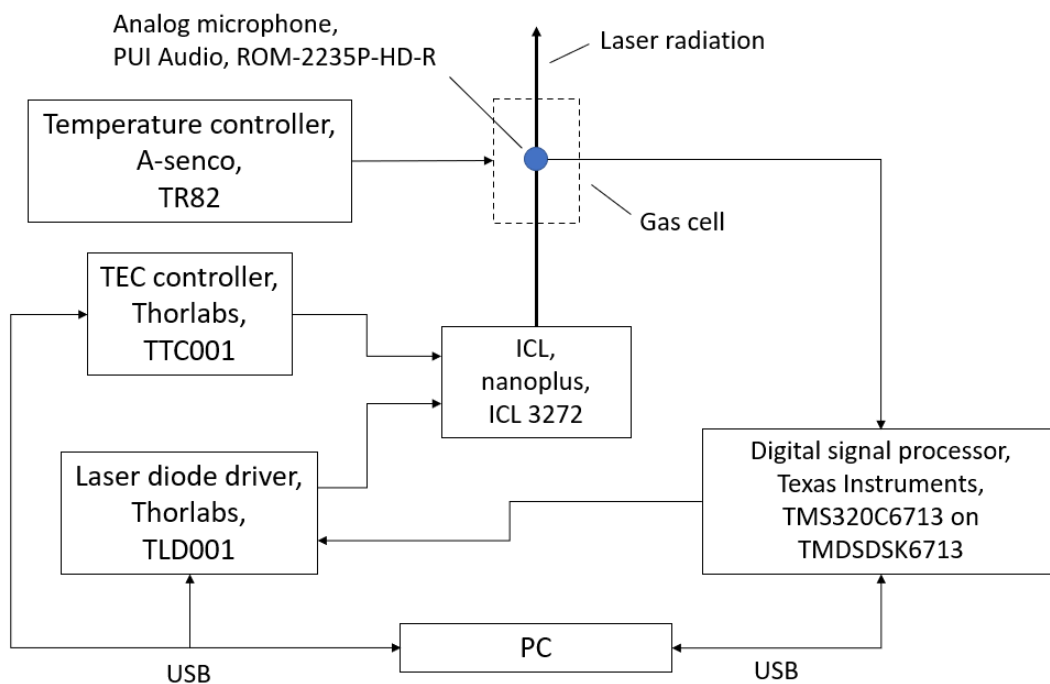 Analog microphone,
PUI Audio, ROM-2235P-HD-R
Laser radiation
Temperature controller,
A-senco,
TR82
Gas cell
TEC controller,
Thorlabs,
TTC001
ICL,
nanoplus,
ICL 3272
Laser diode driver,
Thorlabs,
TLD001
Digital signal processor,
Texas Instruments,
TMS320C6713 on
TMDSDSK6713
PC
USB
USB